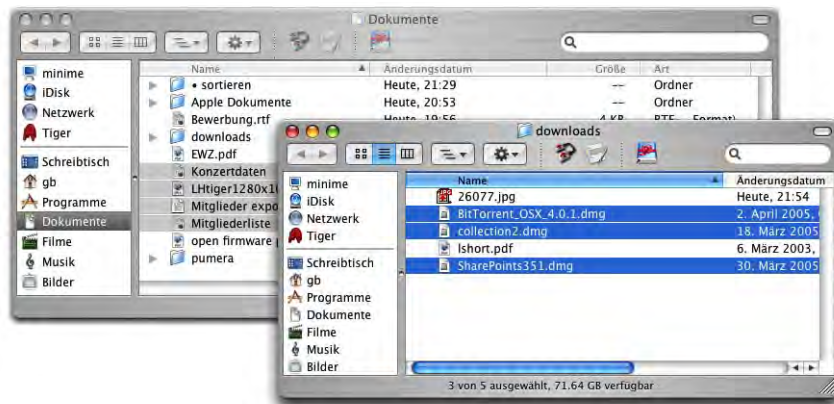 Dokumente
Name Änderungsdatum Größe Art
minime
iDisk
Netzwerk
Tiger
Schreibtisch
gb
Programme
Dokumente
Filme
Musik
Bilder
• sortieren Heute, 21:29 -- Ordner
Apple Dokumente Heute, 20:53 -- Ordner
Bewerbung.rtf
downloads
EWZ.pdf
Konzertdaten
LHtiger1280x10
Mitglieder expo
Mitgliederliste
open firmware
pumera
downloads
Name Änderungsdatum
minime
iDisk
Netzwerk
Tiger
Schreibtisch
gb
Programme
Dokumente
Filme
Musik
Bilder
26077.jpg Heute, 21:54
BitTorrent_OSX_4.0.1.dmg 2. April 2005,
collection2.dmg 18. März 2005
lshort.pdf 6. März 2003,
SharePoints351.dmg 30. März 2005
3 von 5 ausgewählt, 71.64 GB verfügbar